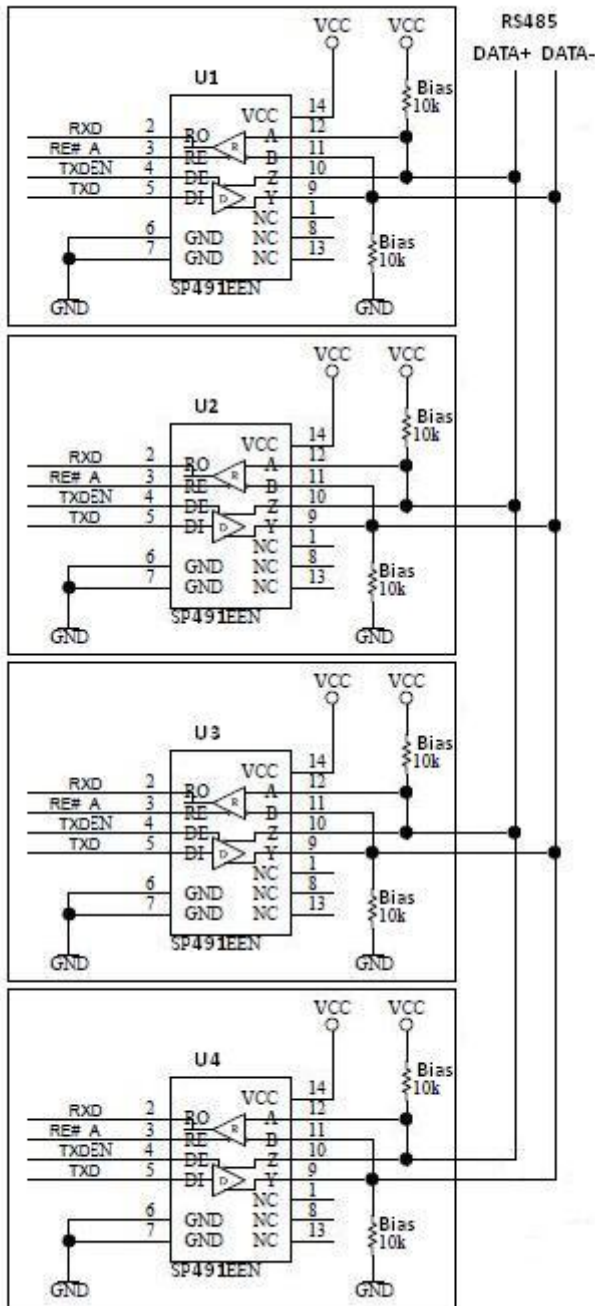 RS485
DATA+ DATA-
VCC VCC
U1
Bias
10k
VCC 14
RXD 2 RO A 12
RE# A 3 RE R B 11
TXDEN 4 DE Z 10
TXD 5 DI D Y 9
NC 1
6 GND NC 8
7 GND NC 13
Bias
10k
SP491EEN
GND GND
VCC VCC
U2
Bias
10k
VCC 14
RXD 2 RO A 12
RE# A 3 RE R B 11
TXDEN 4 DE Z 10
TXD 5 DI D Y 9
NC 1
6 GND NC 8
7 GND NC 13
Bias
10k
SP491EEN
GND GND
VCC VCC
U3
Bias
10k
VCC 14
RXD 2 RO A 12
RE# A 3 RE R B 11
TXDEN 4 DE Z 10
TXD 5 DI D Y 9
NC 1
6 GND NC 8
7 GND NC 13
Bias
10k
SP491EEN
GND GND
VCC VCC
U4
Bias
10k
VCC 14
RXD 2 RO A 12
RE# A 3 RE R B 11
TXDEN 4 DE Z 10
TXD 5 DI D Y 9
NC 1
6 GND NC 8
7 GND NC 13
Bias
10k
SP491EEN
GND GND